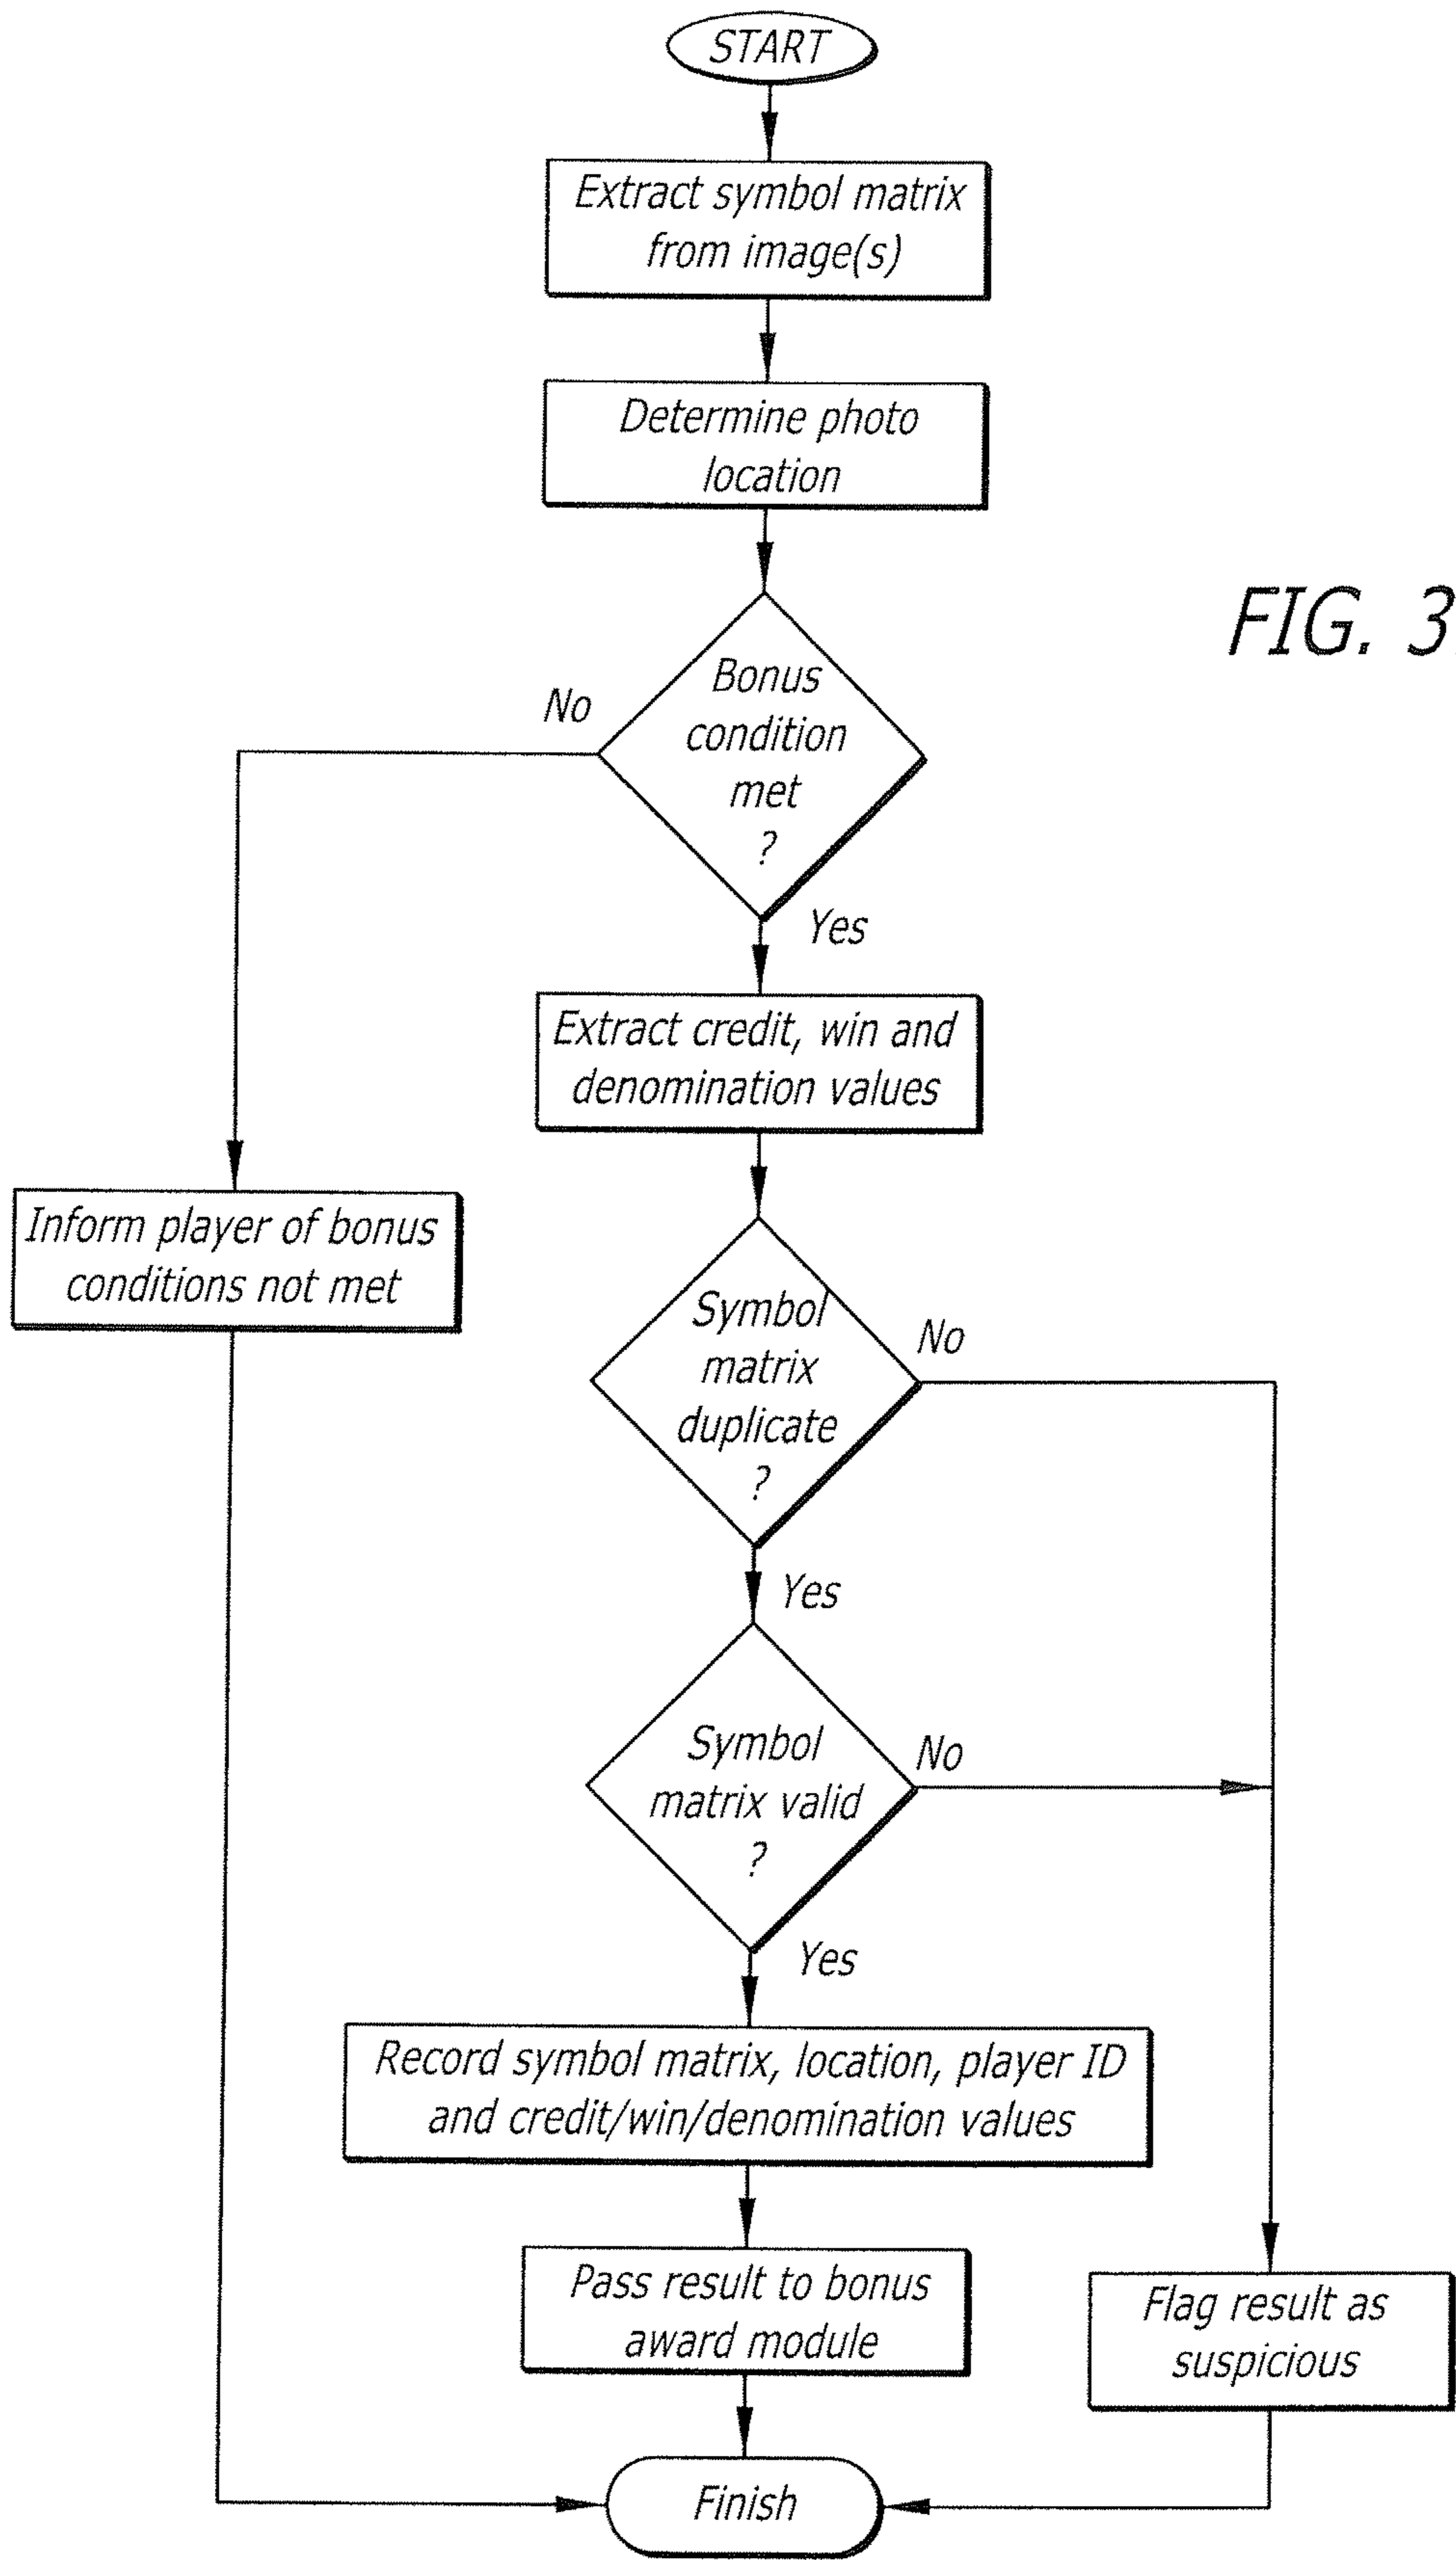 START
Extract symbol matrix
from image(s)
Determine photo
location
FIG. 3
Bonus
condition
met
?
No
Yes
Extract credit, win and
denomination values
Inform player of bonus
conditions not met
Symbol
matrix
duplicate
?
No
Yes
Symbol
matrix valid
?
No
Yes
Record symbol matrix, location, player ID
and credit/win/denomination values
Pass result to bonus
award module
Flag result as
suspicious
Finish